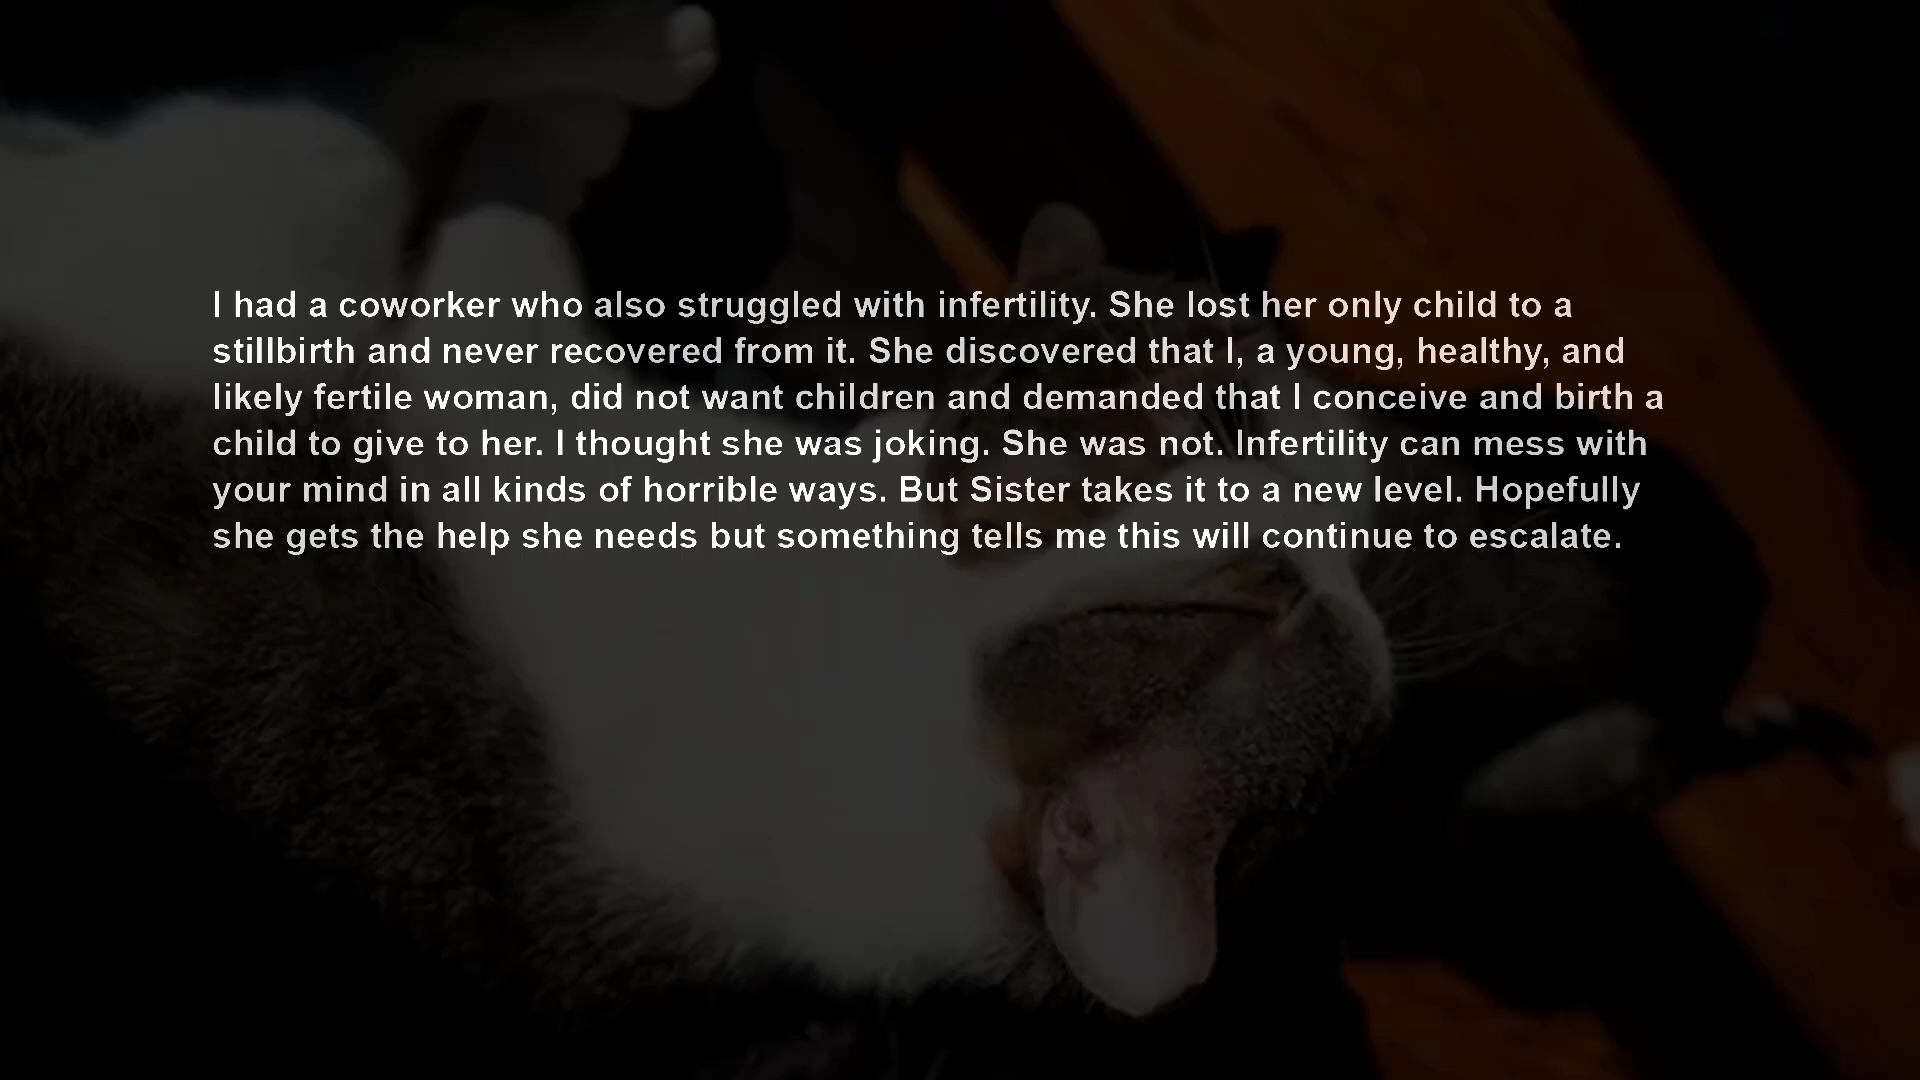 I had a coworker who also struggled with infertility. She lost her only child to a
stillbirth and never recovered from it. She discovered that I, a young, healthy, and
likely fertile woman, did not want children and demanded that I conceive and birth a
child to give to her. I thought she was joking. She was not. Infertility can mess with
your mind in all kinds of horrible ways. But Sister takes it to a new level. Hopefully
she gets the help she needs but something tells me this will continue to escalate.